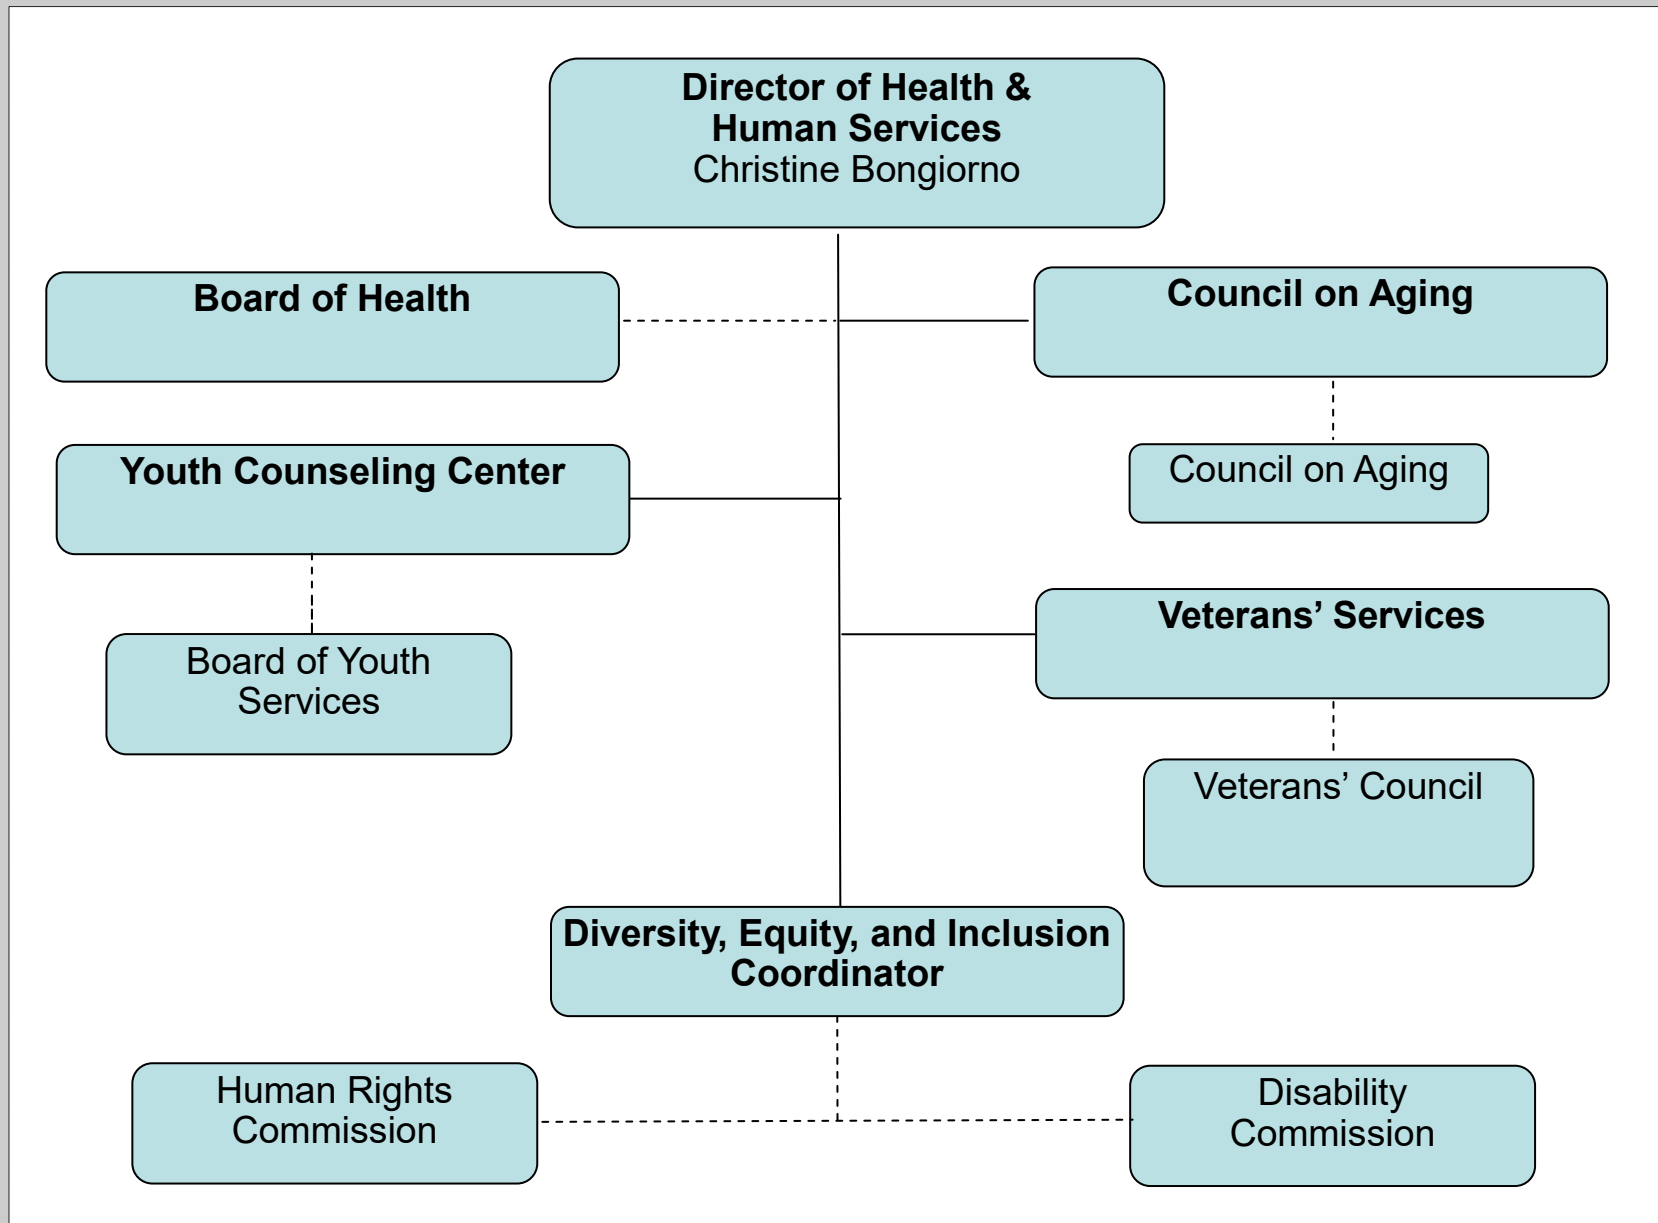 Director of Health &
Human Services
Christine Bongiorno
Board of Health
Council on Aging
Youth Counseling Center
Council on Aging
Board of Youth
Services
Veterans’ Services
Veterans’ Council
Diversity, Equity, and Inclusion
Coordinator
Human Rights
Commission
Disability
Commission